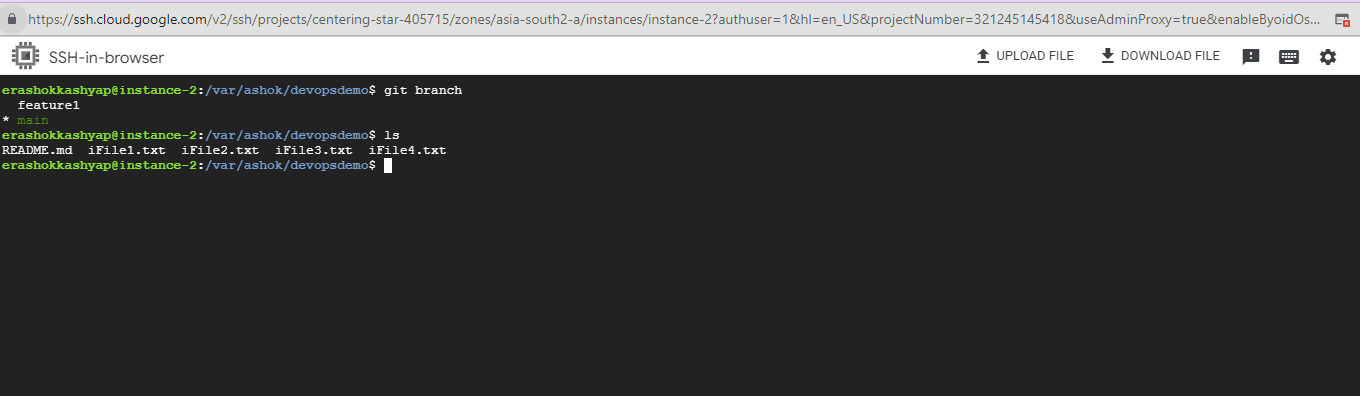 https://ssh.cloud.google.com/v2/ssh/projects/centering-star-405715/zones/asia-south2-a/instances/instance-2?authuser=1&hl=en_US&projectNumber=321245145418&useAdminProxy=true&enableByoidOs...
SSH-in-browser UPLOAD FILE DOWNLOAD FILE
erashokkashyap@instance-2:/var/ashok/devopsdemo$ git branch
  feature1
* main
erashokkashyap@instance-2:/var/ashok/devopsdemo$ ls
README.md  iFile1.txt  iFile2.txt  iFile3.txt  iFile4.txt
erashokkashyap@instance-2:/var/ashok/devopsdemo$